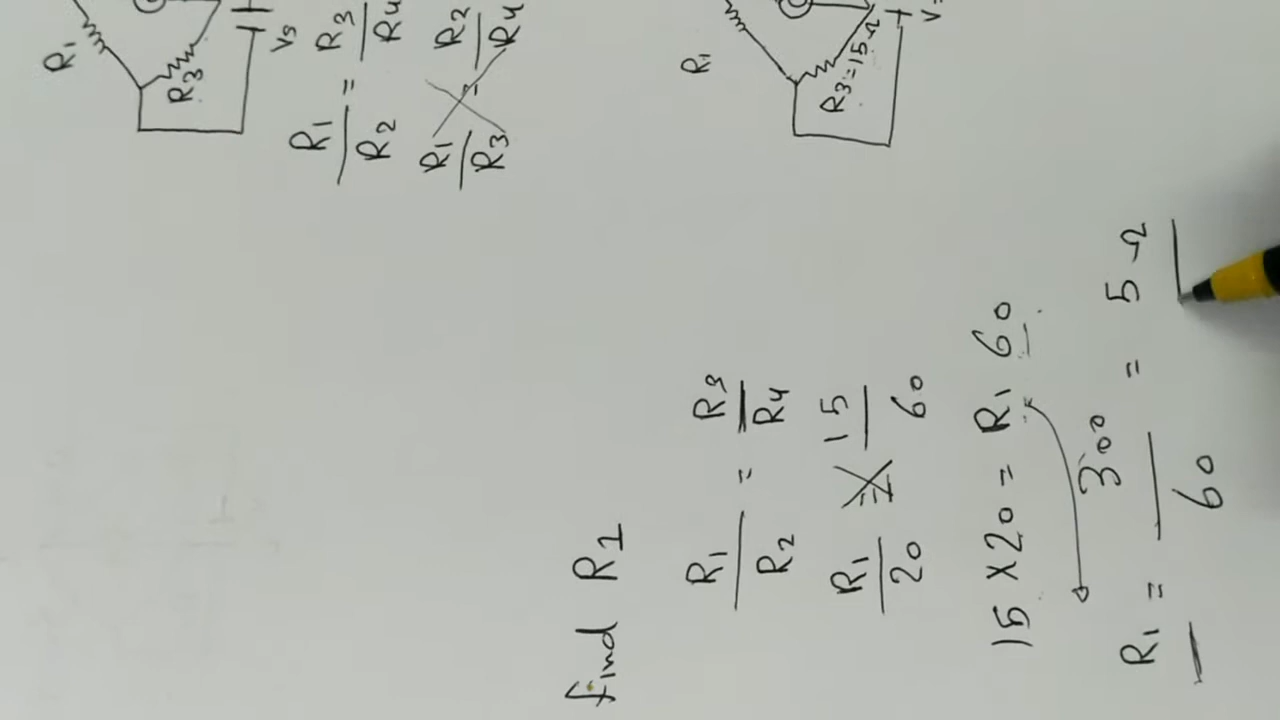 R1
R3
Vs
R1/R2 = R3/R4
R1/R3 = R2/R4
R1
R3=15Ω
find R1
R1/R2 = R3/R4
R1/20 = 15/60
15 X 20 = R1 60
R1 = 300/60 = 5 Ω